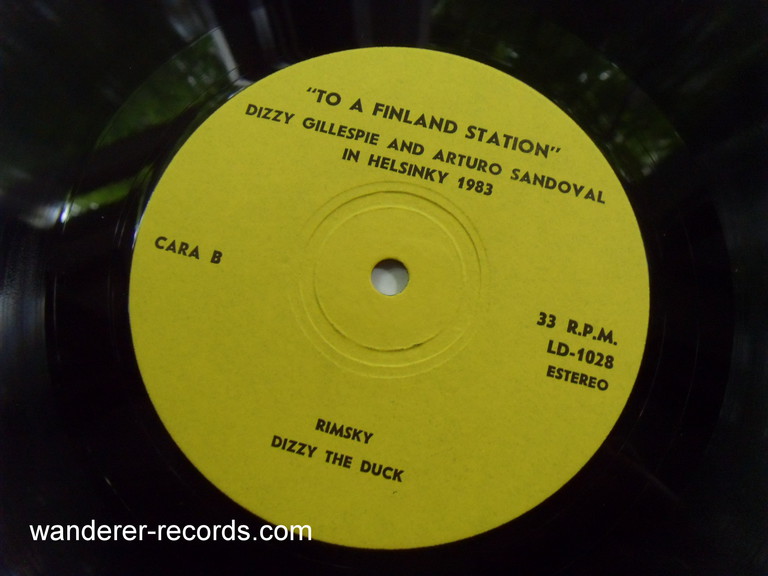 "TO A FINLAND STATION"
DIZZY GILLESPIE AND ARTURO SANDOVAL
IN HELSINKY 1983
CARA B
33 R.P.M.
LD-1028
ESTEREO
RIMSKY
DIZZY THE DUCK
wanderer-records.com